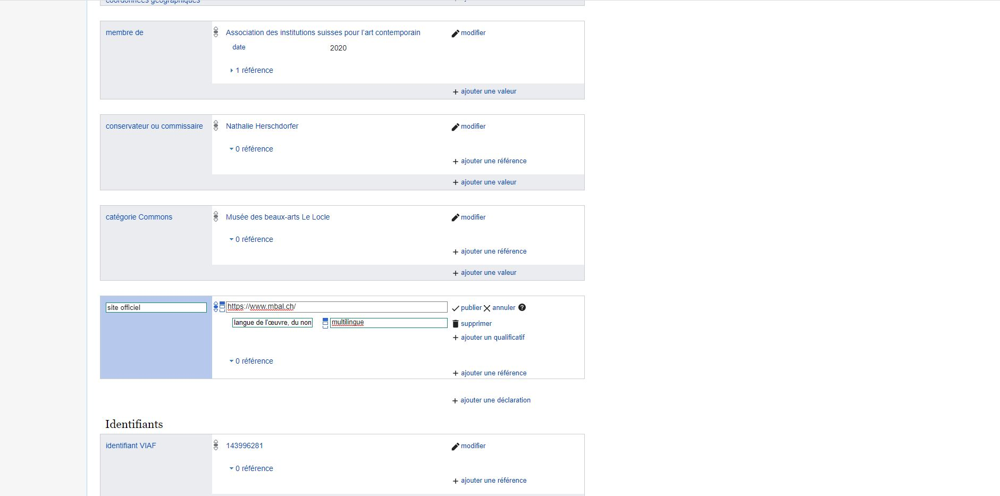 coordonnées géographiques
membre de
Association des institutions suisses pour l’art contemporain
modifier
date
2020
1 référence
ajouter une valeur
conservateur ou commissaire
Nathalie Herschdorfer
modifier
0 référence
ajouter une référence
ajouter une valeur
catégorie Commons
Musée des beaux-arts Le Locle
modifier
0 référence
ajouter une référence
ajouter une valeur
site officiel
https://www.mbal.ch/
publier annuler ?
langue de l'œuvre, du nom
multilingue
supprimer
ajouter un qualificatif
0 référence
ajouter une référence
ajouter une déclaration
Identifiants
identifiant VIAF
143996281
modifier
0 référence
ajouter une référence